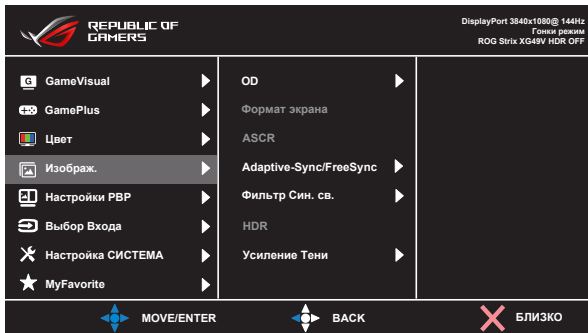 REPUBLIC OF
GAMERS
DisplayPort 3840x1080@ 144Hz
Гонки режим
ROG Strix XG49V HDR OFF
G GameVisual
GamePlus
Цвет
Изображ.
Настройки PBP
Выбор Входа
Настройка СИСТЕМА
MyFavorite
OD
Формат экрана
ASCR
Adaptive-Sync/FreeSync
Фильтр Син. св.
HDR
Усиление Тени
MOVE/ENTER
BACK
БЛИЗКО